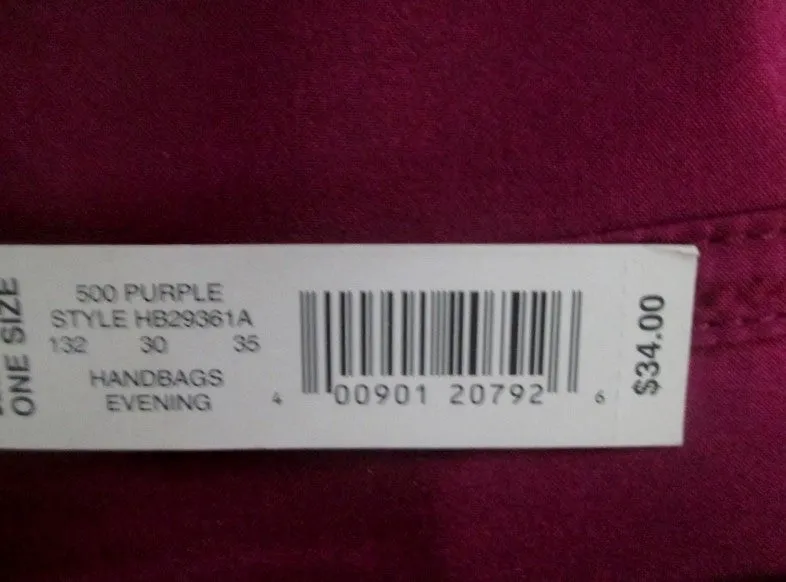 ONE SIZE
500 PURPLE
STYLE HB29361A
132 30 35
HANDBAGS
EVENING
4 00901 20792 6
$34.00